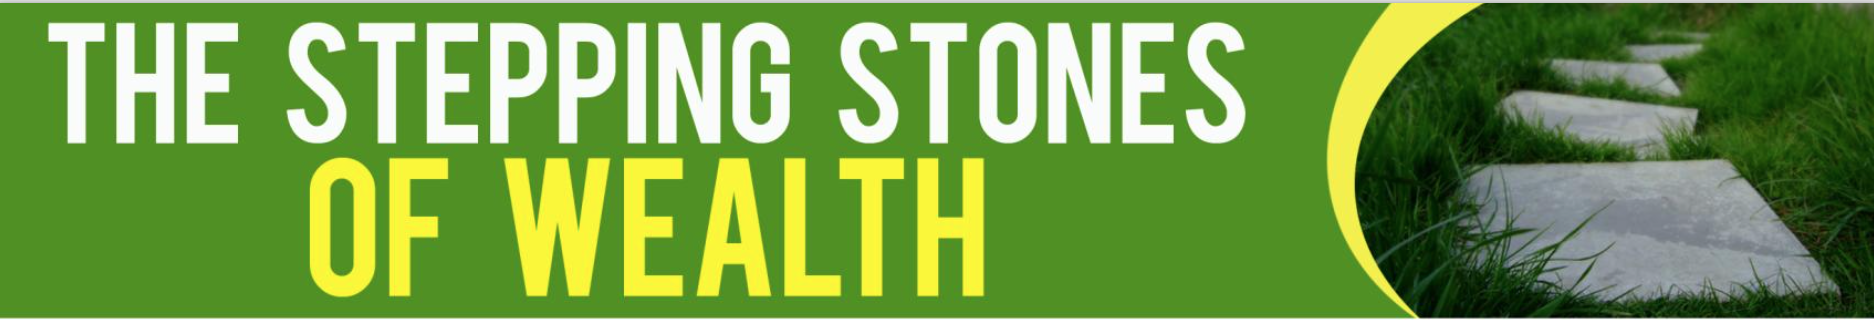 THE STEPPING STONES
OF WEALTH